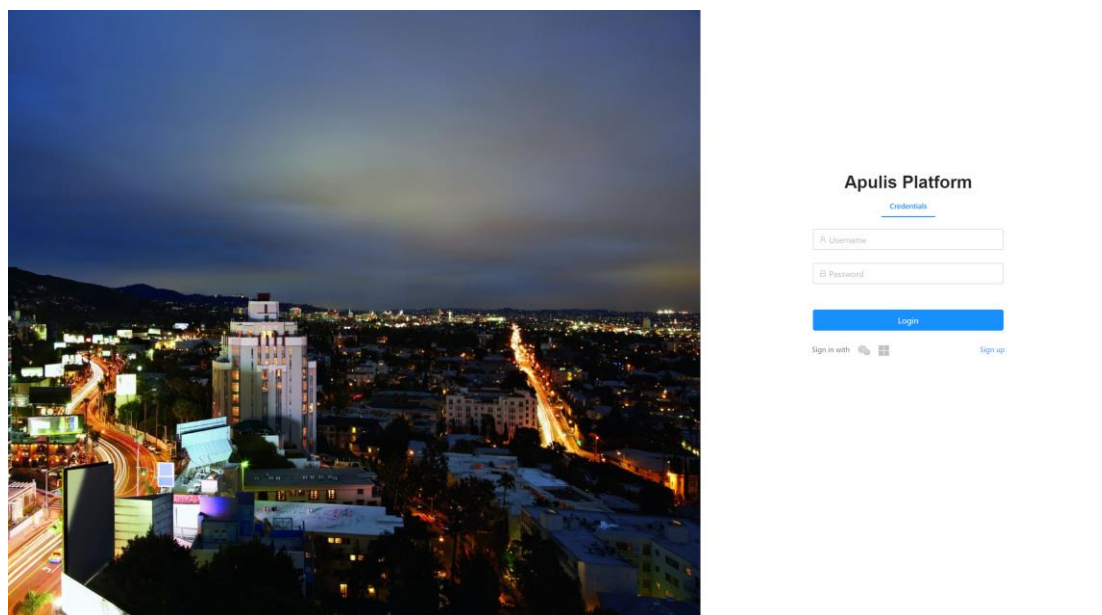 Apulis Platform
Credentials
Username
Password
Login
Sign in with
Sign up